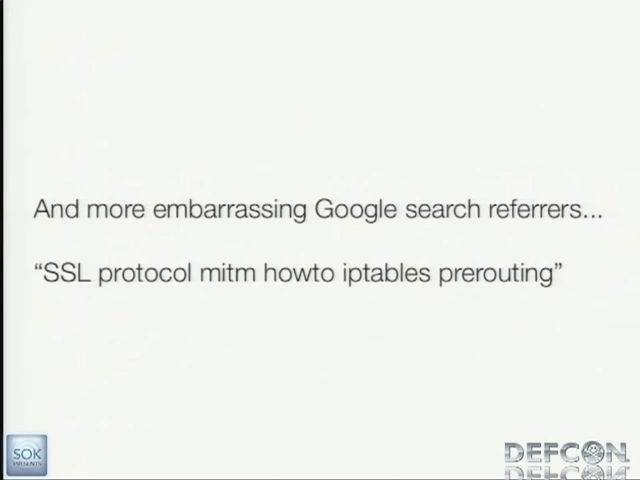 And more embarrassing Google search referrers...
“SSL protocol mitm howto iptables prerouting”
SOK
DEFCON